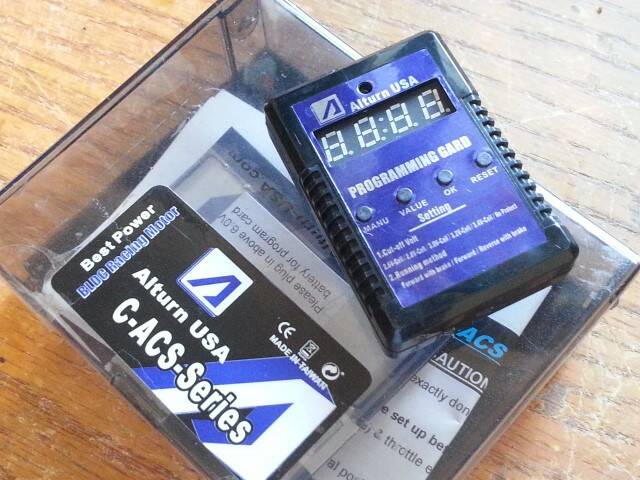 Alturn USA
8.8:8.8
PROGRAMMING CARD
MANU
VALUE
OK
RESET
Setting
1.Cut-off Volt
2.Running method
Foward with brake / Forward / Reverse with brake
Best Power
BLDC Racing Motor
Alturn USA
C-ACS-Series
CE
MADE IN TAIWAN
Please plug in above 6.0V
battery for program card
ACS
CAUTION
exactly don
e set up be
& throttle e